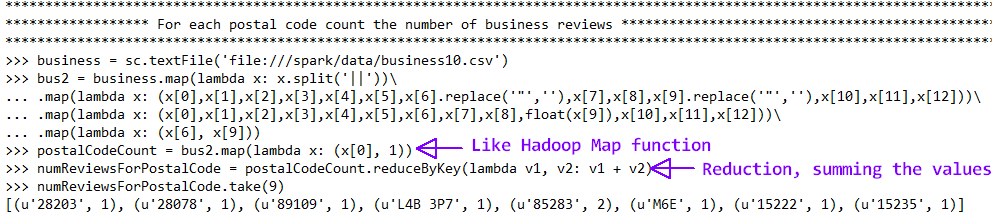 ****************************************************************************************************************************************************
********************* For each postal code count the number of business reviews *******************************************************
****************************************************************************************************************************************************
>>> business = sc.textFile('file:///spark/data/business10.csv')
>>> bus2 = business.map(lambda x: x.split('||'))\
... .map(lambda x: (x[0],x[1],x[2],x[3],x[4],x[5],x[6].replace('"',''),x[7],x[8],x[9].replace('"',''),x[10],x[11],x[12]))\
... .map(lambda x: (x[0],x[1],x[2],x[3],x[4],x[5],x[6],x[7],x[8],float(x[9]),x[10],x[11],x[12]))\
... .map(lambda x: (x[6], x[9]))
>>> postalCodeCount = bus2.map(lambda x: (x[0], 1)) Like Hadoop Map function
>>> numReviewsForPostalCode = postalCodeCount.reduceByKey(lambda v1, v2: v1 + v2) Reduction, summing the values
>>> numReviewsForPostalCode.take(9)
[(u'28203', 1), (u'28078', 1), (u'89109', 1), (u'L4B 3P7', 1), (u'85283', 2), (u'M6E', 1), (u'15222', 1), (u'15235', 1)]